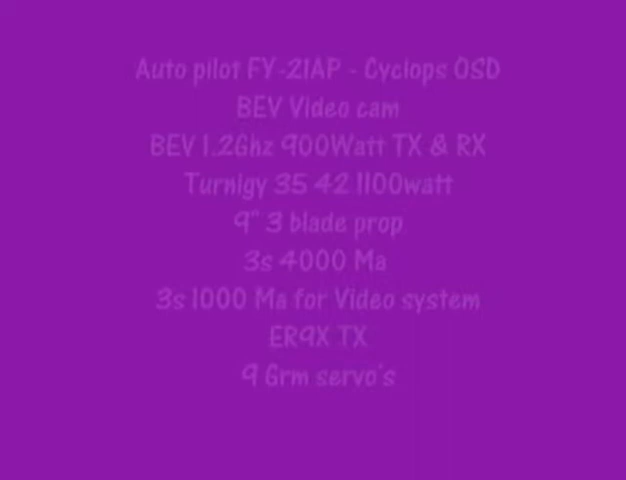 Auto pilot FY-21AP - Cyclops OSD
BEV Video cam
BEV 1.2Ghz 900Watt TX & RX
Turnigy 35 42 1100watt
9" 3 blade prop
3s 4000 Ma
3s 1000 Ma for Video system
ER9X TX
9 Grm servo's